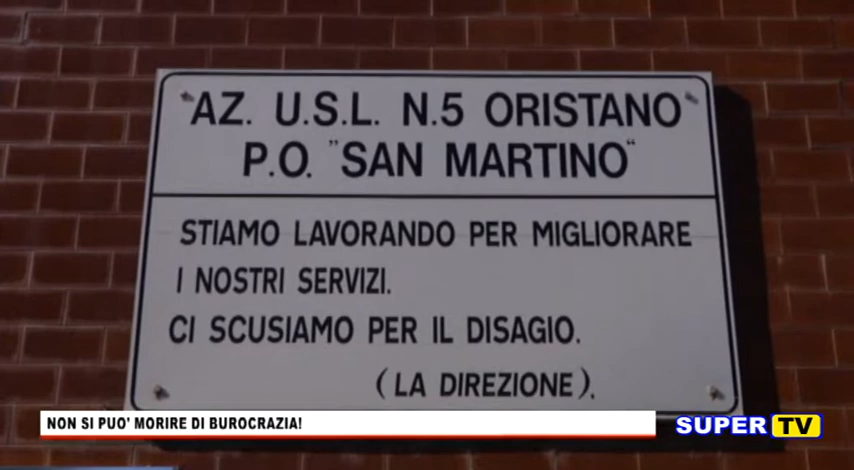 AZ. U.S.L. N.5 ORISTANO
P.O. "SAN MARTINO"
STIAMO LAVORANDO PER MIGLIORARE
I NOSTRI SERVIZI.
CI SCUSIAMO PER IL DISAGIO.
(LA DIREZIONE).
NON SI PUO' MORIRE DI BUROCRAZIA!
SUPER TV